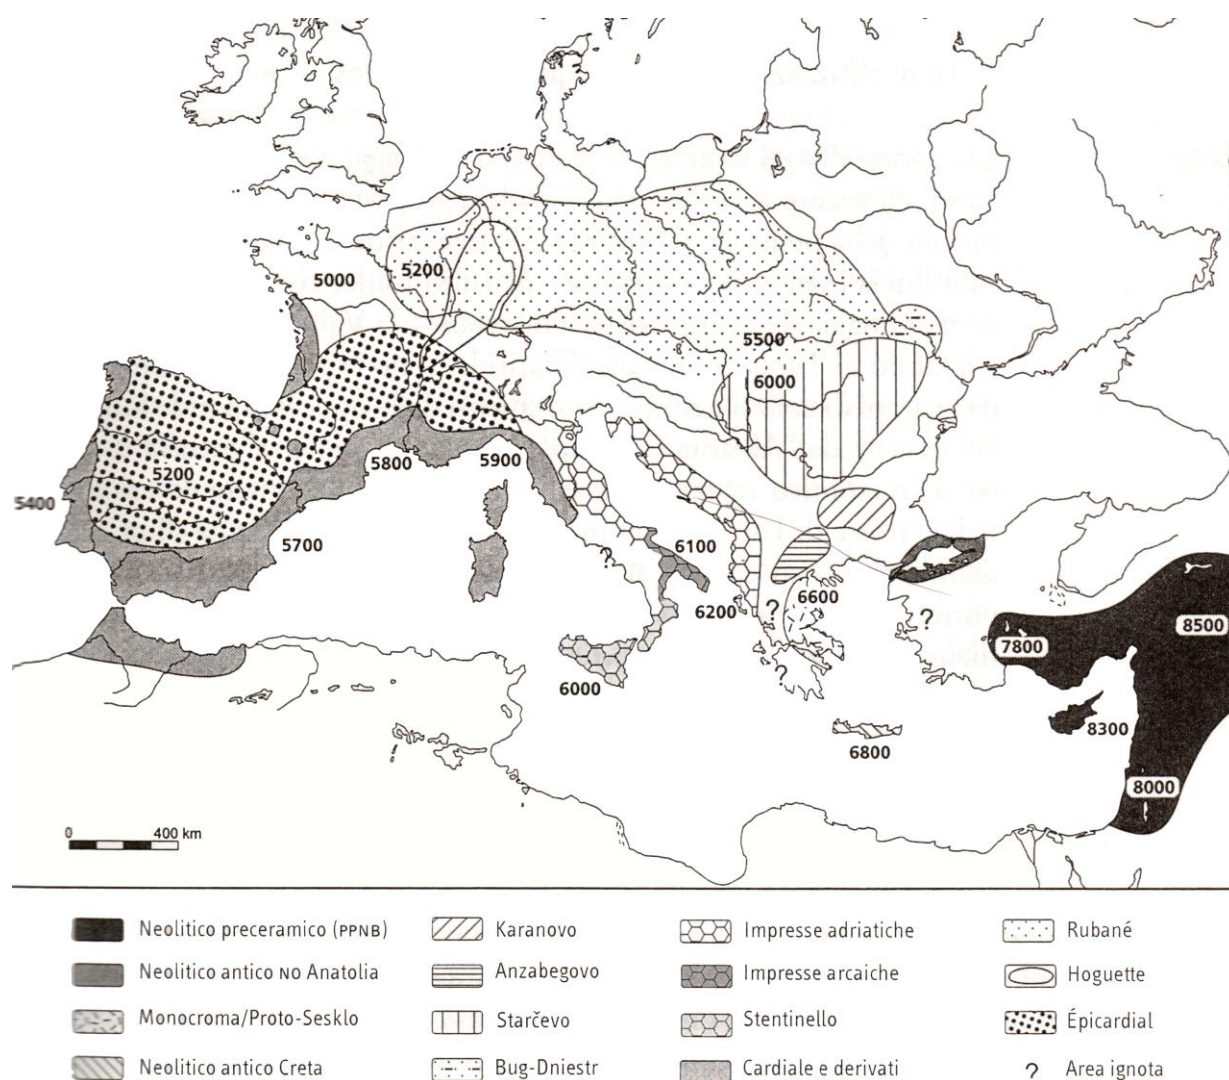 5000
5200
5500
6000
5200
5800
5900
5400
5700
6100
6200
6600
?
?
?
?
7800
8500
6000
6800
8300
8000
0 400 km
Neolitico preceramico (PPNB)
Neolitico antico NO Anatolia
Monocroma/Proto-Sesklo
Neolitico antico Creta
Karanovo
Anzabegovo
Starčevo
Bug-Dniestr
Impresse adriatiche
Impresse arcaiche
Stentinello
Cardiale e derivati
Rubané
Hoguette
Épicardial
? Area ignota